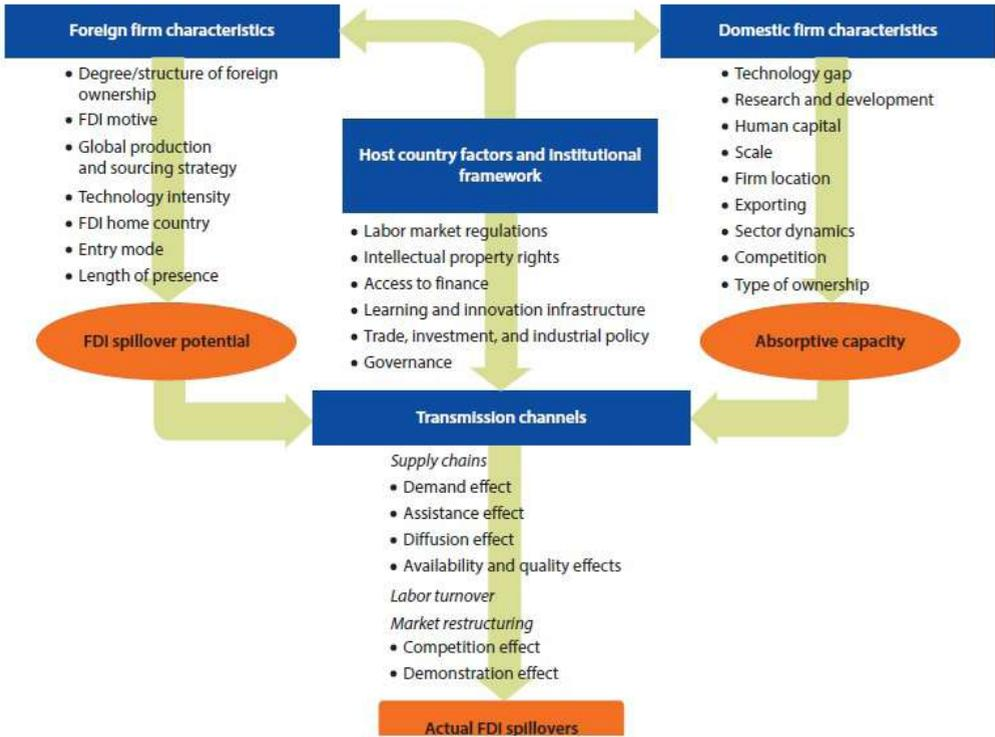 Foreign firm characteristics
• Degree/structure of foreign
ownership
• FDI motive
• Global production
and sourcing strategy
• Technology intensity
• FDI home country
• Entry mode
• Length of presence
FDI spillover potential
Host country factors and Institutional
framework
• Labor market regulations
• Intellectual property rights
• Access to finance
• Learning and innovation infrastructure
• Trade, investment, and industrial policy
• Governance
Domestic firm characteristics
• Technology gap
• Research and development
• Human capital
• Scale
• Firm location
• Exporting
• Sector dynamics
• Competition
• Type of ownership
Absorptive capacity
Transmission channels
Supply chains
• Demand effect
• Assistance effect
• Diffusion effect
• Availability and quality effects
Labor turnover
Market restructuring
• Competition effect
• Demonstration effect
Actual FDI spillovers